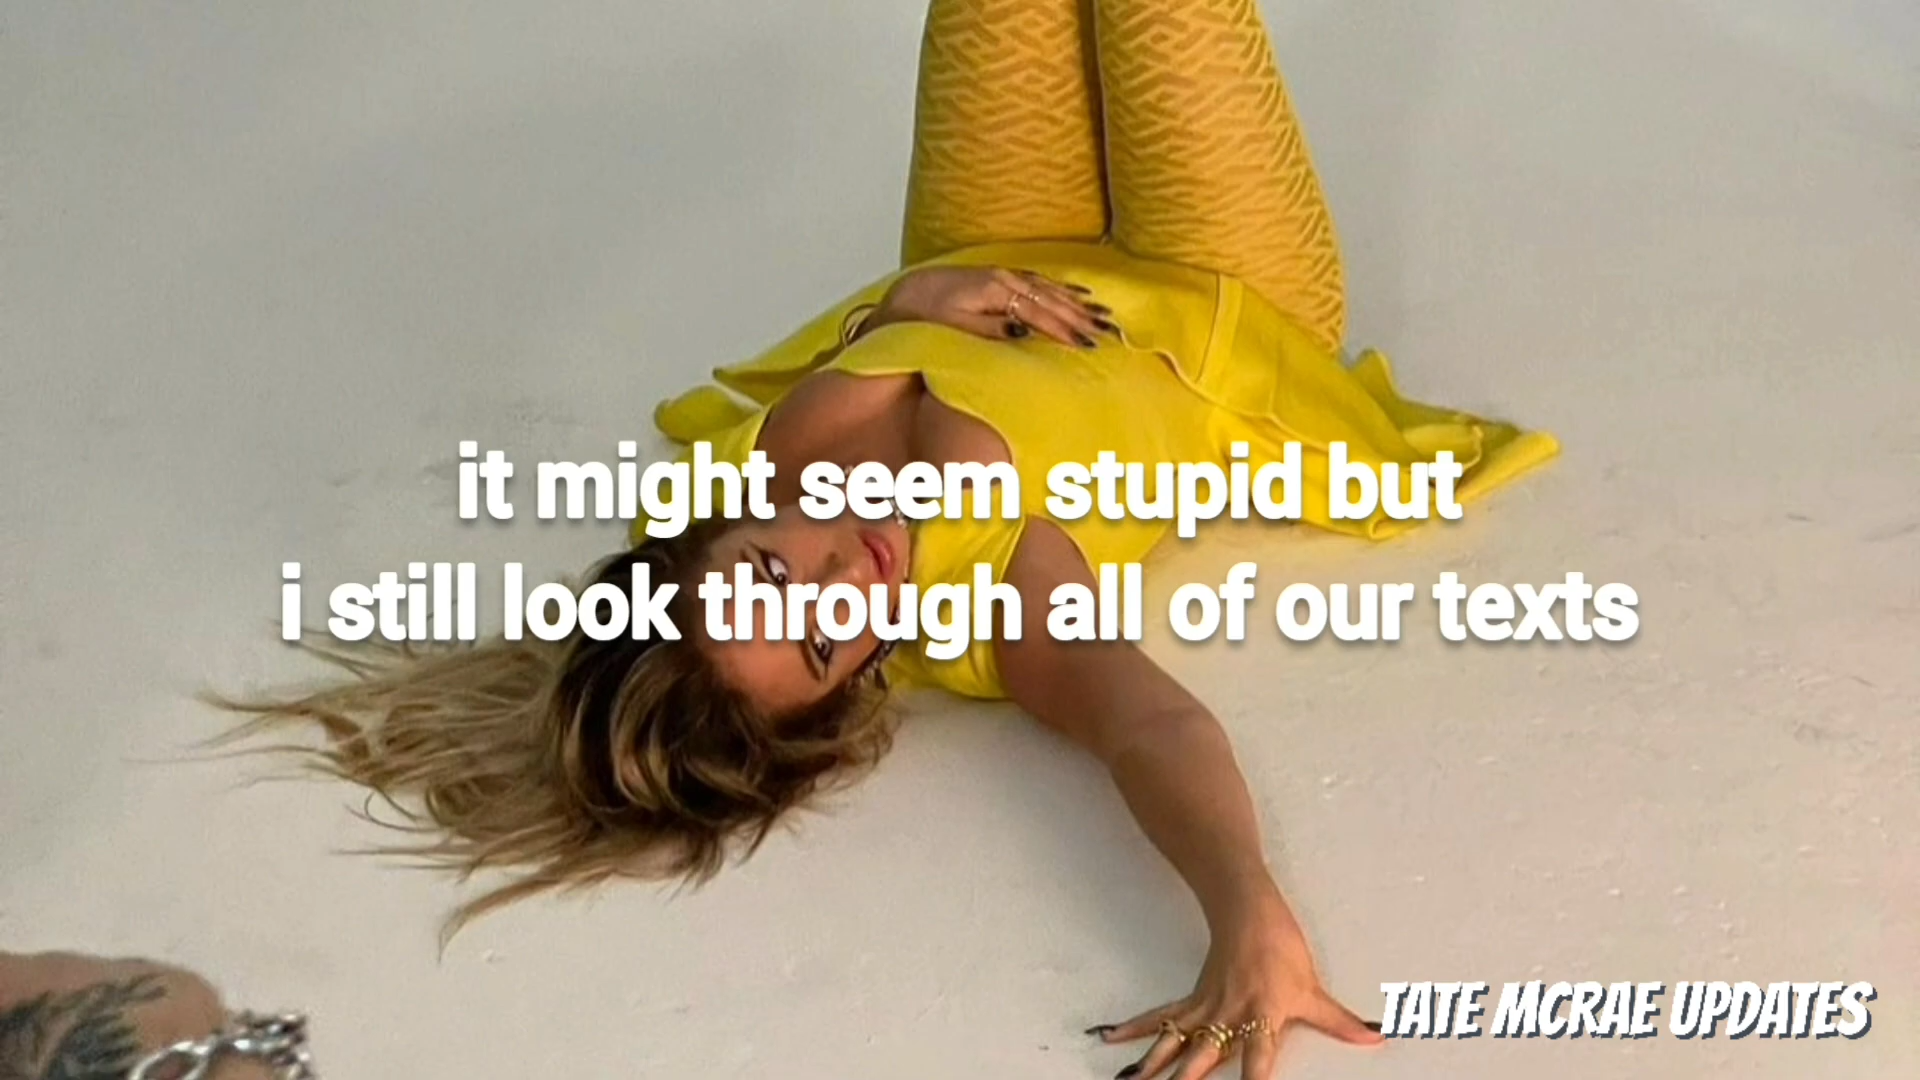 it might seem stupid but
i still look through all of our texts
TATE MCRAE UPDATES